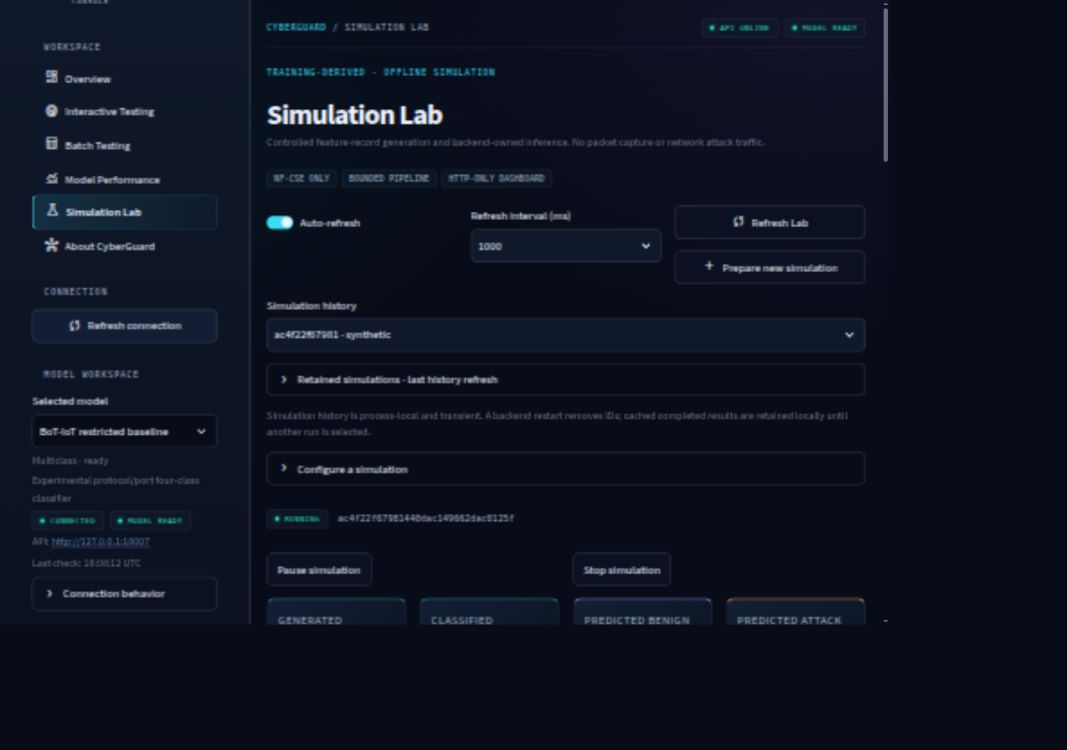 CONSOLE
WORKSPACE
Overview
Interactive Testing
Batch Testing
Model Performance
Simulation Lab
About CyberGuard
CONNECTION
Refresh connection
MODEL WORKSPACE
Selected model
BoT-IoT restricted baseline
Multiclass - ready
Experimental protocol/port four-class
classifier
CONNECTED MODEL READY
API: http://127.0.0.1:18007
Last check: 18:08:12 UTC
Connection behavior
CYBERGUARD / SIMULATION LAB
API ONLINE MODEL READY
TRAINING-DERIVED - OFFLINE SIMULATION
Simulation Lab
Controlled feature-record generation and backend-owned inference. No packet capture or network attack traffic.
NF-CSE ONLY BOUNDED PIPELINE HTTP-ONLY DASHBOARD
Auto-refresh
Refresh interval (ms)
1000
Refresh Lab
Prepare new simulation
Simulation history
ac4f22f67981 - synthetic
Retained simulations - last history refresh
Simulation history is process-local and transient. A backend restart removes IDs; cached completed results are retained locally until
another run is selected.
Configure a simulation
RUNNING
Pause simulation Stop simulation
GENERATED CLASSIFIED PREDICTED BENIGN PREDICTED ATTACK